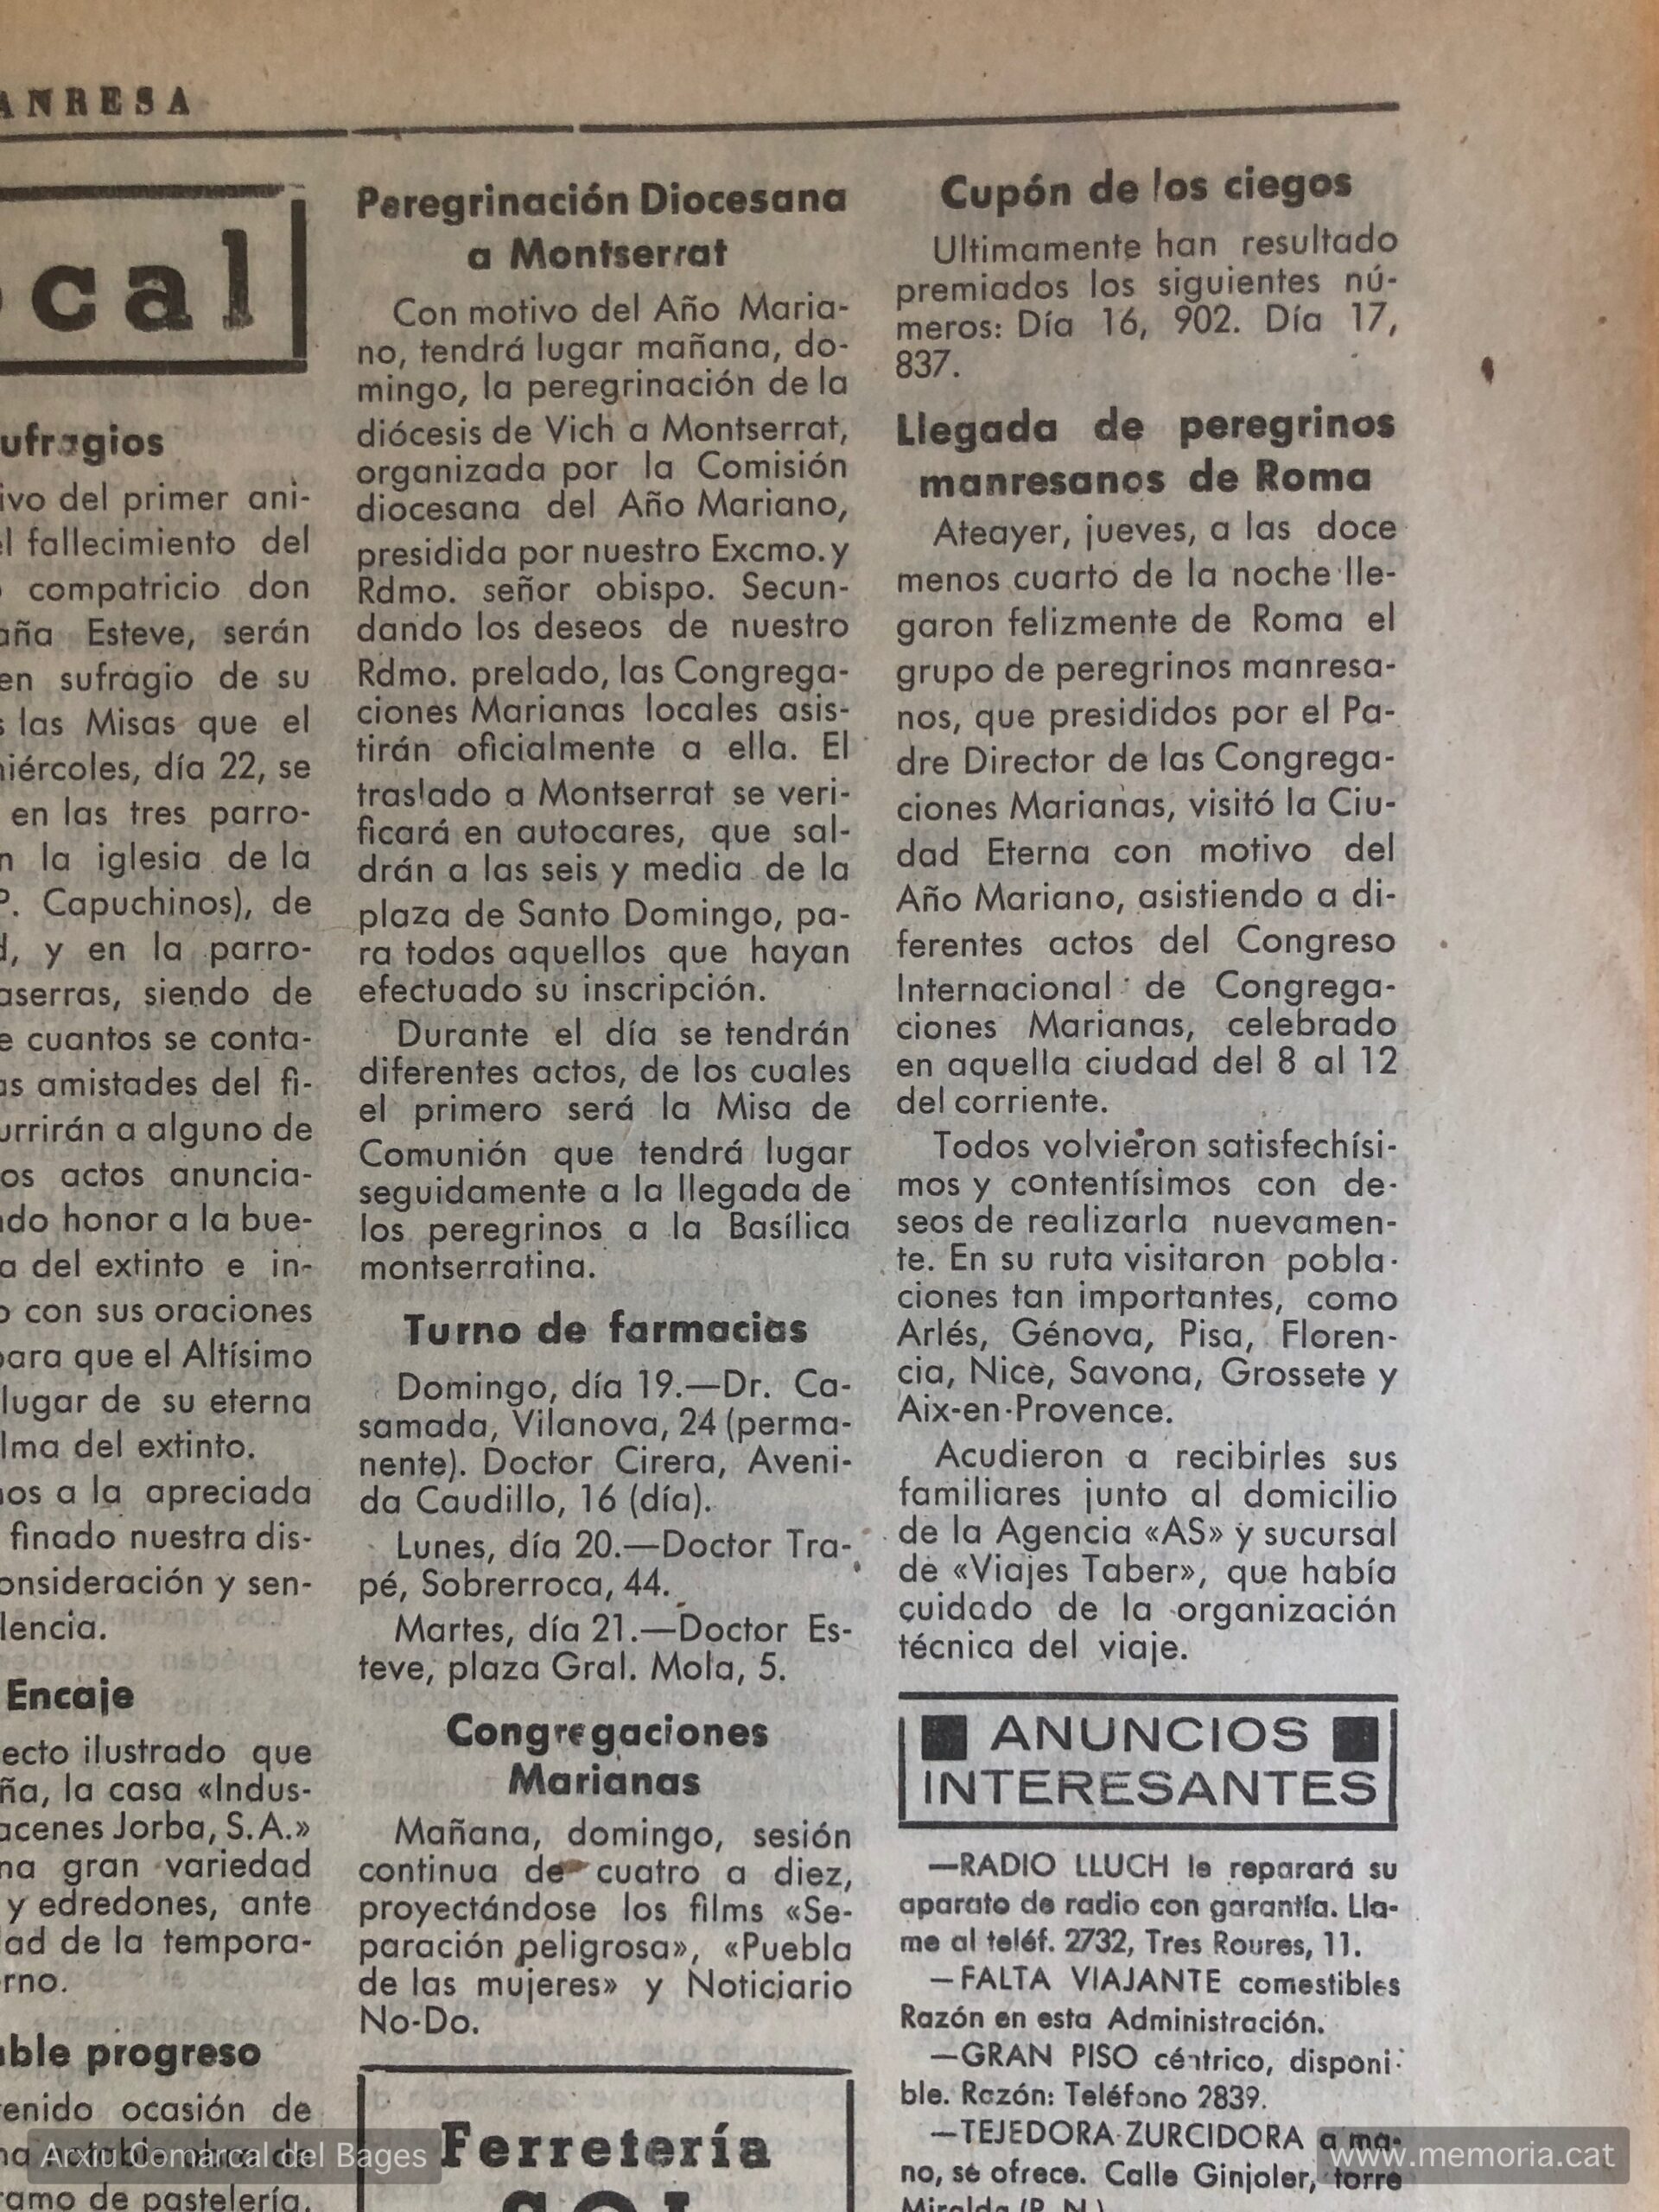 ANRESA
ocal
ufragios
ivo del primer ani-
el fallecimiento del
compatricio don
aña Esteve, serán
en sufragio de su
s las Misas que el
miércoles, día 22, se
en las tres parro-
n la iglesia de la
P. Capuchinos), de
d, y en la parro-
aserras, siendo de
e cuantos se conta-
as amistades del fi-
urrirán a alguno de
os actos anuncia-
ndo honor a la bue-
a del extinto e in-
o con sus oraciones
para que el Altísimo
lugar de su eterna
lma del extinto.
nos a la apreciada
finado nuestra dis-
onsideración y sen-
lencia.
Encaje
ecto ilustrado que
ña, la casa «Indus-
acenes Jorba, S. A.»
na gran variedad
y edredones, ante
dad de la tempora-
erno.
able progreso
enido ocasión de
na notable obra de
ramo de pastelería.
Peregrinación Diocesana
a Montserrat
Con motivo del Año Maria-
no, tendrá lugar mañana, do-
mingo, la peregrinación de la
diócesis de Vich a Montserrat,
organizada por la Comisión
diocesana del Año Mariano,
presidida por nuestro Excmo. y
Rdmo. señor obispo. Secun-
dando los deseos de nuestro
Rdmo. prelado, las Congrega-
ciones Marianas locales asis-
tirán oficialmente a ella. El
traslado a Montserrat se veri-
ficará en autocares, que sal-
drán a las seis y media de la
plaza de Santo Domingo, pa-
ra todos aquellos que hayan
efectuado su inscripción.
Durante el día se tendrán
diferentes actos, de los cuales
el primero será la Misa de
Comunión que tendrá lugar
seguidamente a la llegada de
los peregrinos a la Basílica
montserratina.
Turno de farmacias
Domingo, día 19.—Dr. Ca-
samada, Vilanova, 24 (perma-
nente). Doctor Cirera, Aveni-
da Caudillo, 16 (día).
Lunes, día 20.—Doctor Tra-
pé, Sobrerroca, 44.
Martes, día 21.—Doctor Es-
teve, plaza Gral. Mola, 5.
Congregaciones
Marianas
Mañana, domingo, sesión
continua de cuatro a diez,
proyectándose los films «Se-
paración peligrosa», «Puebla
de las mujeres» y Noticiario
No-Do.
Ferretería
SOL
Cupón de los ciegos
Ultimamente han resultado
premiados los siguientes nú-
meros: Día 16, 902. Día 17,
837.
Llegada de peregrinos
manresanos de Roma
Ateayer, jueves, a las doce
menos cuarto de la noche lle-
garon felizmente de Roma el
grupo de peregrinos manresa-
nos, que presididos por el Pa-
dre Director de las Congrega-
ciones Marianas, visitó la Ciu-
dad Eterna con motivo del
Año Mariano, asistiendo a di-
ferentes actos del Congreso
Internacional de Congrega-
ciones Marianas, celebrado
en aquella ciudad del 8 al 12
del corriente.
Todos volvieron satisfechísi-
mos y contentísimos con de-
seos de realizarla nuevamen-
te. En su ruta visitaron pobla-
ciones tan importantes, como
Arlés, Génova, Pisa, Floren-
cia, Nice, Savona, Grossete y
Aix-en-Provence.
Acudieron a recibirles sus
familiares junto al domicilio
de la Agencia «AS» y sucursal
de «Viajes Taber», que había
cuidado de la organización
técnica del viaje.
ANUNCIOS
INTERESANTES
—RADIO LLUCH le reparará su
aparato de radio con garantía. Lla-
me al teléf. 2732, Tres Roures, 11.
—FALTA VIAJANTE comestibles
Razón en esta Administración.
—GRAN PISO céntrico, disponi-
ble. Razón: Teléfono 2839.
—TEJEDORA-ZURCIDORA a ma-
no, se ofrece. Calle Ginjoler, torre
Miralda (P. N.)
Arxiu Comarcal del Bages
www.memoria.cat